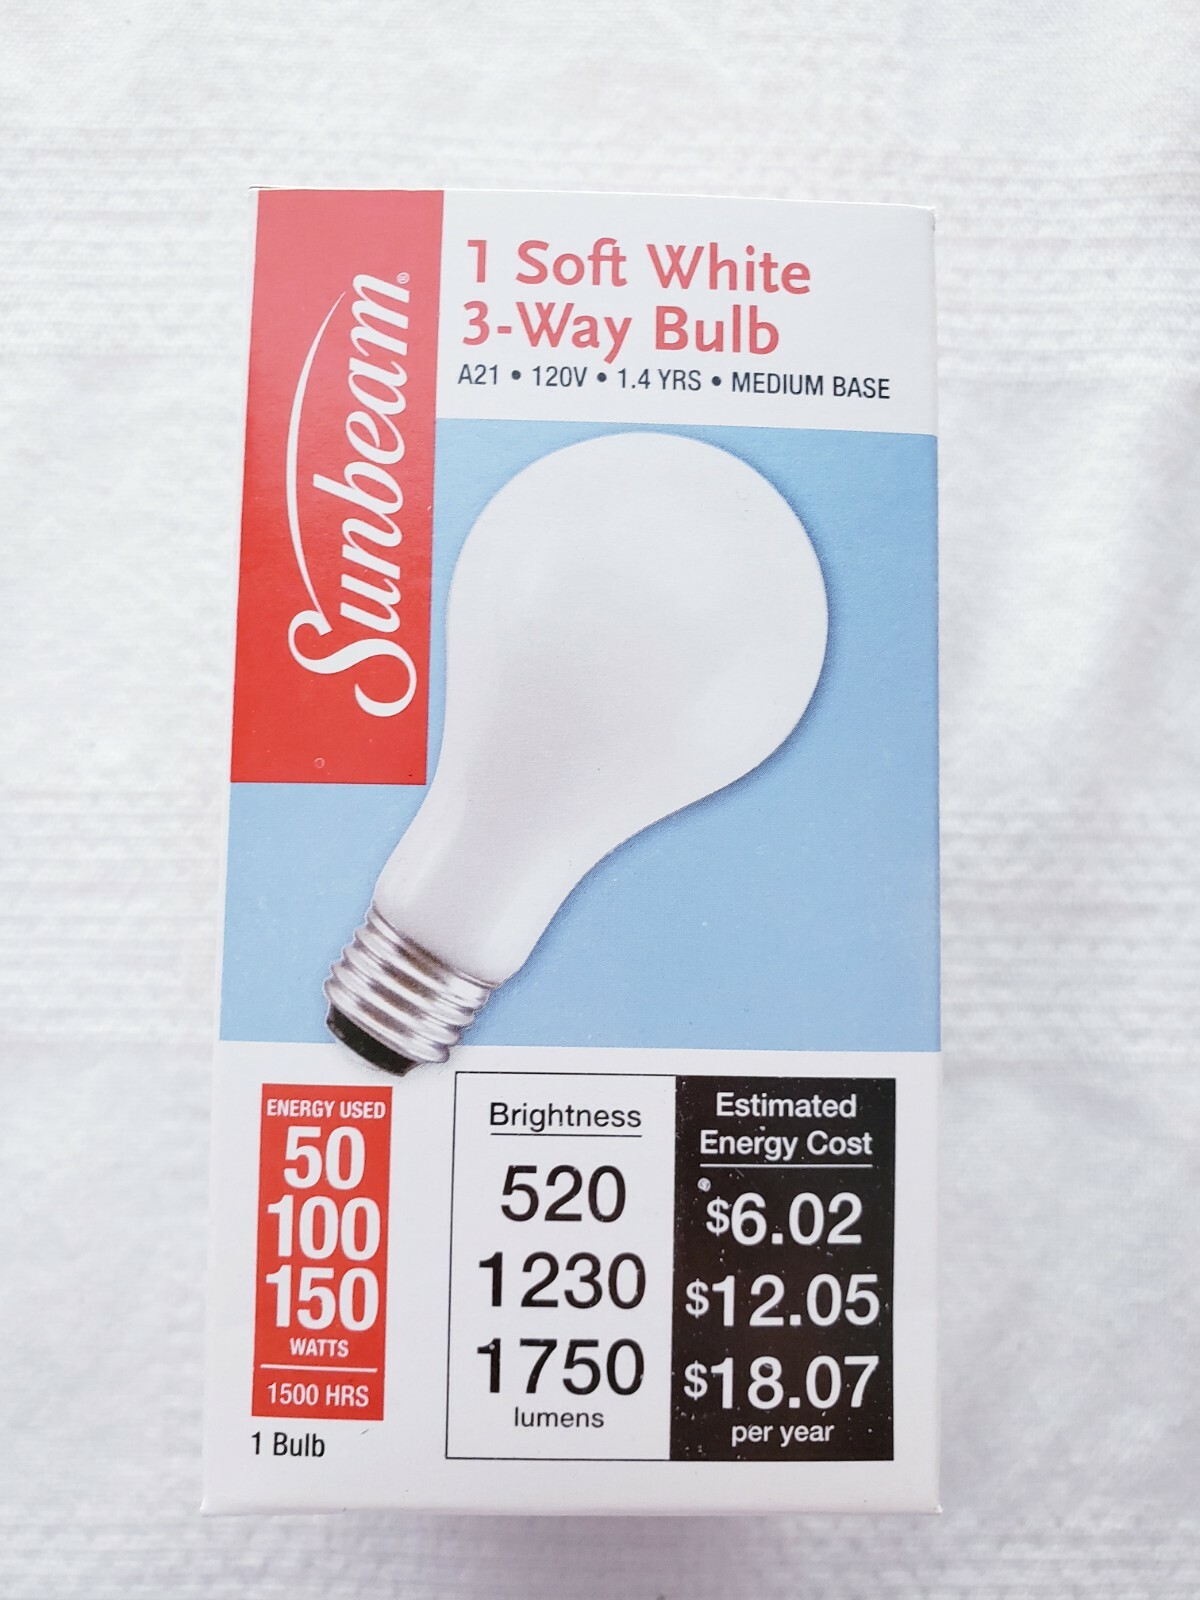 Sunbeam®
1 Soft White
3-Way Bulb
A21 • 120V • 1.4 YRS • MEDIUM BASE
ENERGY USED
50
100
150
WATTS
1500 HRS
1 Bulb
Brightness
520
1230
1750
lumens
Estimated
Energy Cost
$6.02
$12.05
$18.07
per year